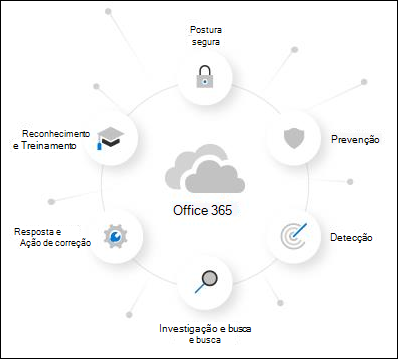 Postura
segura
Reconhecimento
e Treinamento
Prevenção
Office 365
Resposta e
Ação de correção
Detecção
Investigação e busca
e busca